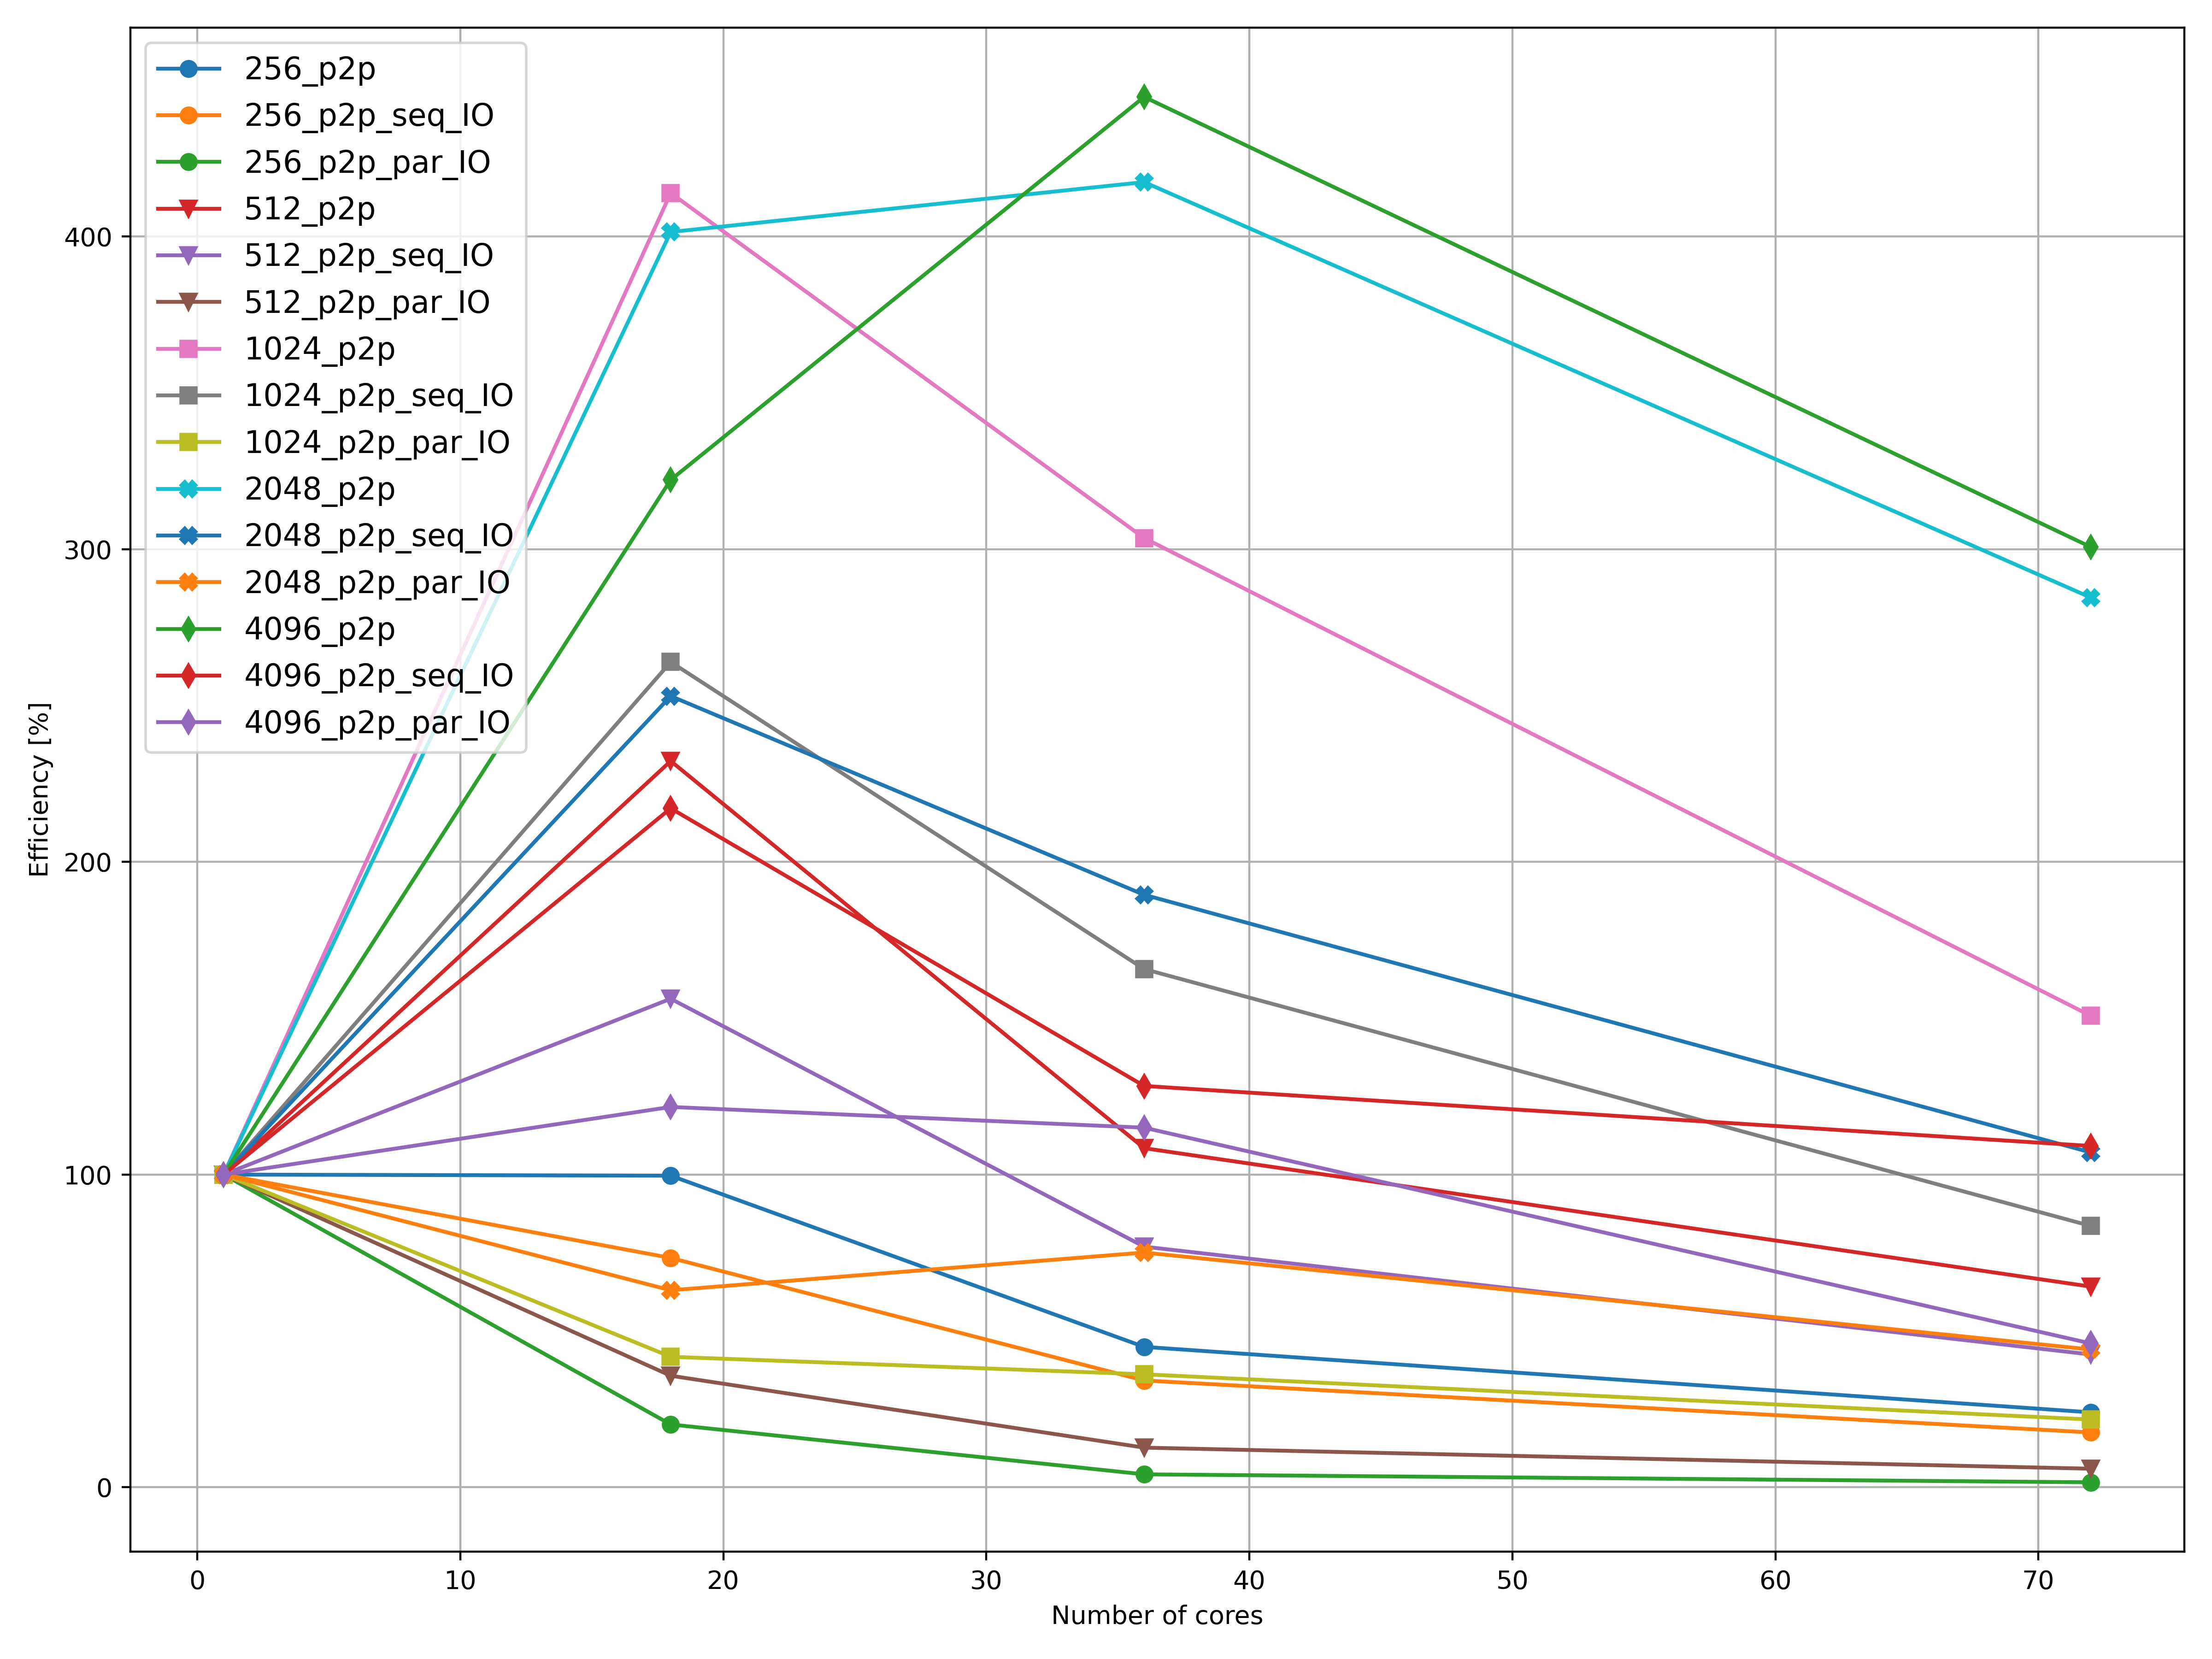 256_p2p
256_p2p_seq_IO
256_p2p_par_IO
512_p2p
512_p2p_seq_IO
512_p2p_par_IO
1024_p2p
1024_p2p_seq_IO
1024_p2p_par_IO
2048_p2p
2048_p2p_seq_IO
2048_p2p_par_IO
4096_p2p
4096_p2p_seq_IO
4096_p2p_par_IO
Efficiency [%]
400
300
200
100
0
0 10 20 30 40 50 60 70
Number of cores